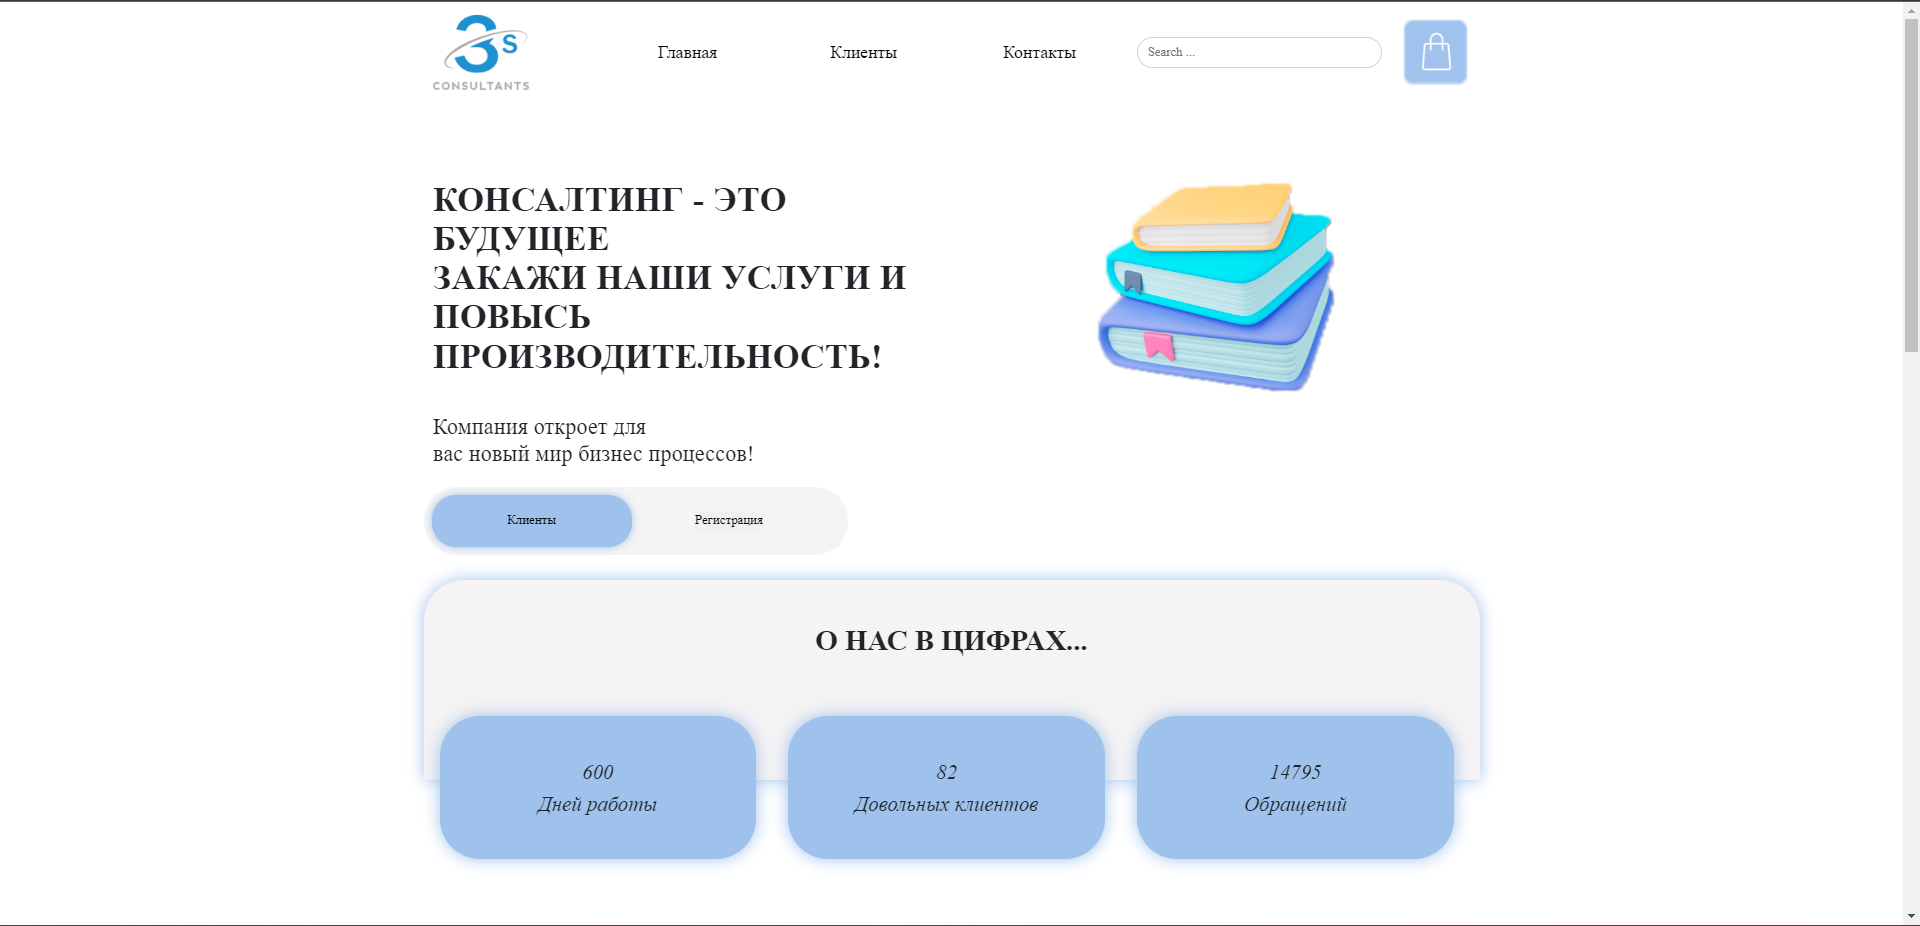 3s
CONSULTANTS
Главная
Клиенты
Контакты
Search ...
КОНСАЛТИНГ - ЭТО
БУДУЩЕЕ
ЗАКАЖИ НАШИ УСЛУГИ И
ПОВЫСЬ
ПРОИЗВОДИТЕЛЬНОСТЬ!
Компания откроет для
вас новый мир бизнес процессов!
Клиенты
Регистрация
О НАС В ЦИФРАХ...
600
Дней работы
82
Довольных клиентов
14795
Обращений